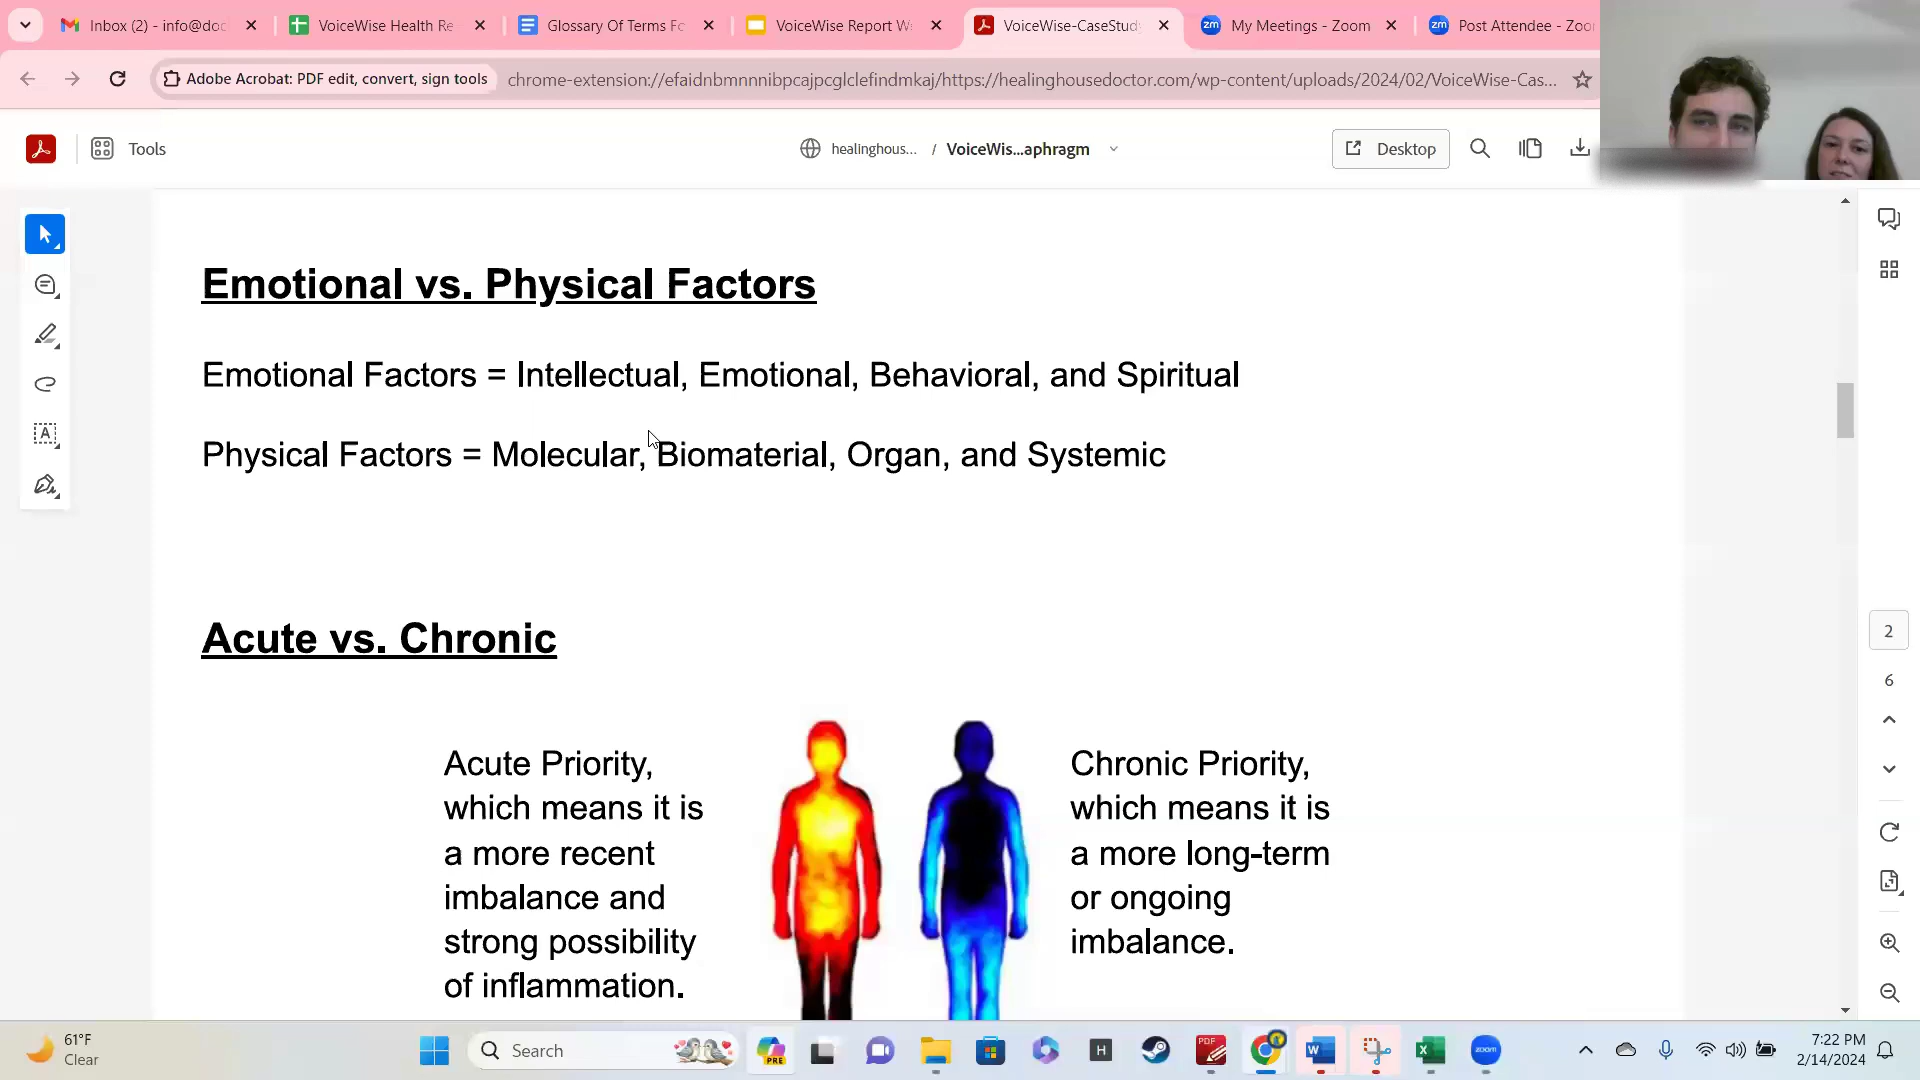 Inbox (2) - info@doc
VoiceWise Health Re
Glossary Of Terms Fo
VoiceWise Report W
VoiceWise-CaseStudy
My Meetings - Zoom
Post Attendee - Zoo
Adobe Acrobat: PDF edit, convert, sign tools
chrome-extension://efaidnbmnnnibpcajpcglclefindmkaj/https://healinghousedoctor.com/wp-content/uploads/2024/02/VoiceWise-Cas...
Tools
healinghous... / VoiceWis...aphragm
Desktop
Emotional vs. Physical Factors
Emotional Factors = Intellectual, Emotional, Behavioral, and Spiritual
Physical Factors = Molecular, Biomaterial, Organ, and Systemic
Acute vs. Chronic
Acute Priority,
which means it is
a more recent
imbalance and
strong possibility
of inflammation.
Chronic Priority,
which means it is
a more long-term
or ongoing
imbalance.
2
6
61°F
Clear
Search
PRE
H
PDF
zoom
7:22 PM
2/14/2024